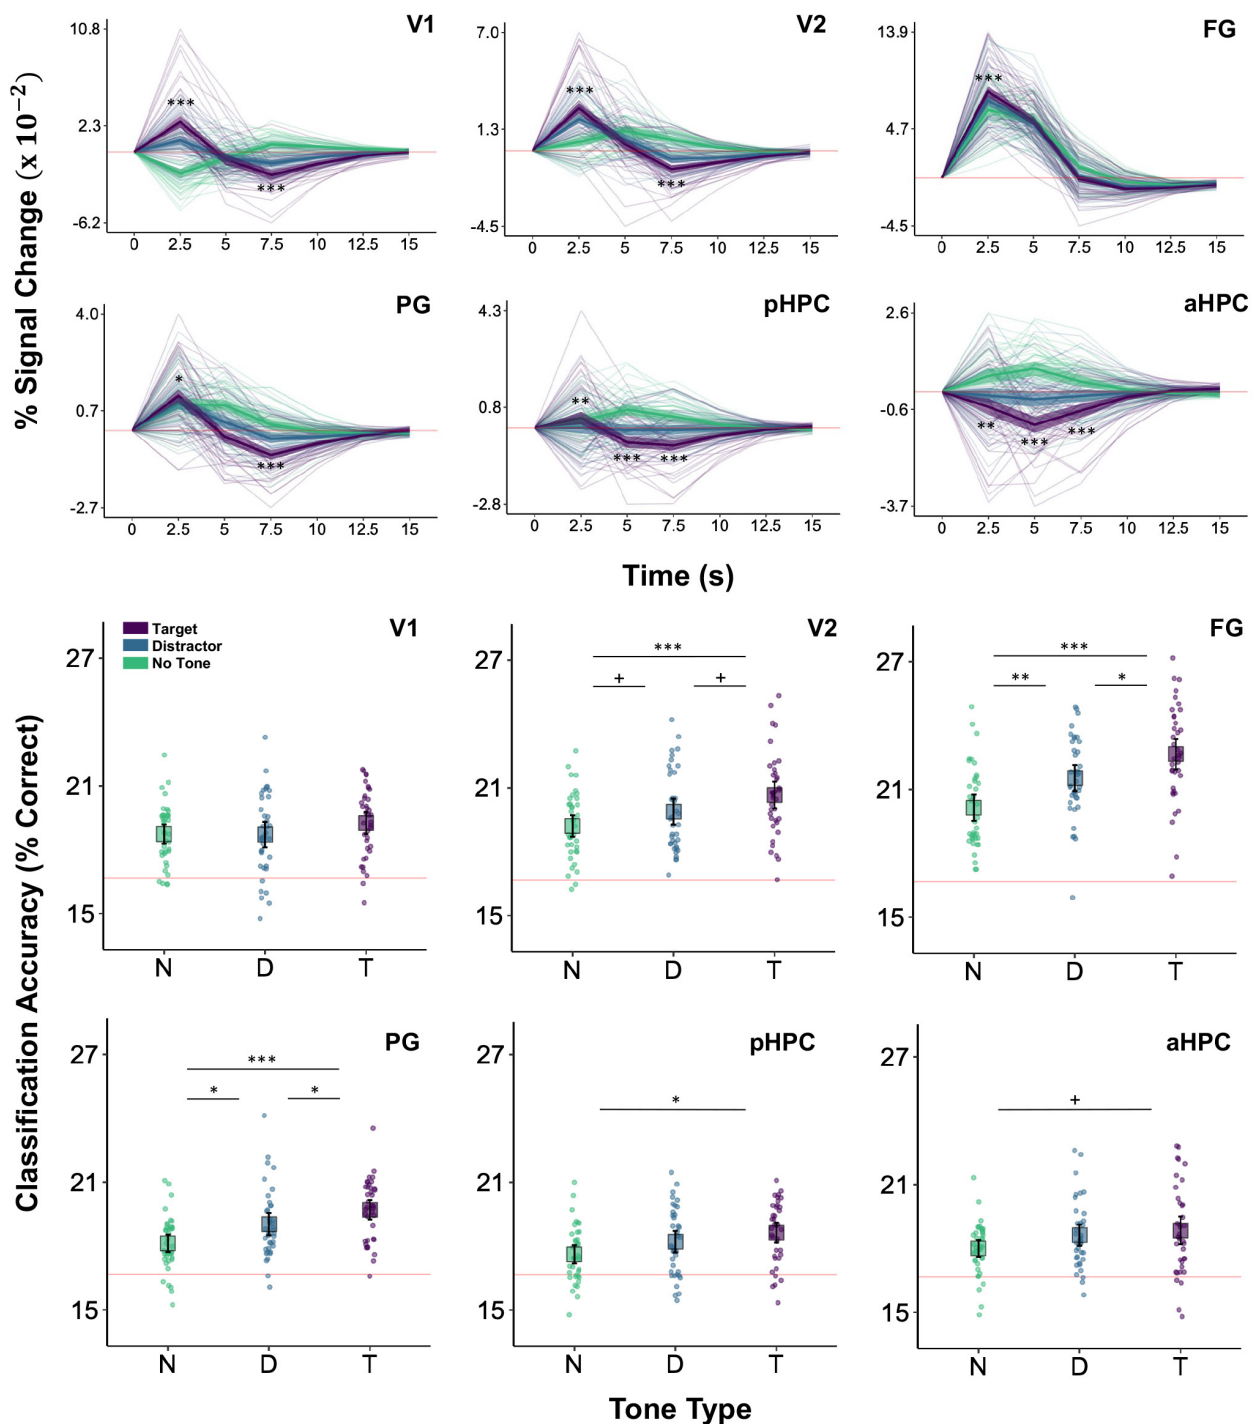 % Signal Change (x 10⁻²)
V1
10.8
2.3
-6.2
***
***
0 2.5 5 7.5 10 12.5 15
V2
7.0
1.3
-4.5
***
***
0 2.5 5 7.5 10 12.5 15
FG
13.9
4.7
-4.5
***
0 2.5 5 7.5 10 12.5 15
PG
4.0
0.7
-2.7
*
***
0 2.5 5 7.5 10 12.5 15
pHPC
4.3
0.8
-2.8
**
*** ***
0 2.5 5 7.5 10 12.5 15
aHPC
2.6
-0.6
-3.7
** ***
***
0 2.5 5 7.5 10 12.5 15
Time (s)
Classification Accuracy (% Correct)
V1
Target
Distractor
No Tone
27
21
15
N D T
V2
***
+ +
27
21
15
N D T
FG
***
** *
27
21
15
N D T
PG
***
* *
27
21
15
N D T
pHPC
*
27
21
15
N D T
aHPC
+
27
21
15
N D T
Tone Type